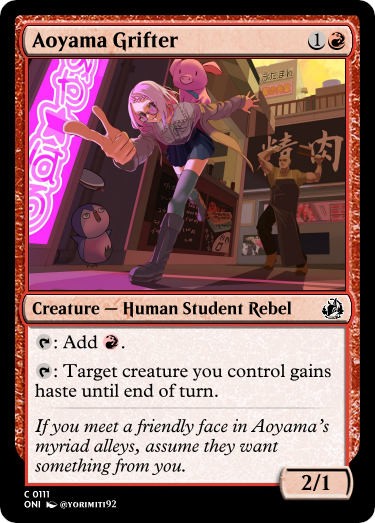 Aoyama Grifter 1
Creature — Human Student Rebel
: Add .
: Target creature you control gains
haste until end of turn.
If you meet a friendly face in Aoyama's
myriad alleys, assume they want
something from you.
2/1
C 0111
ONI @YORIMITI92
精肉